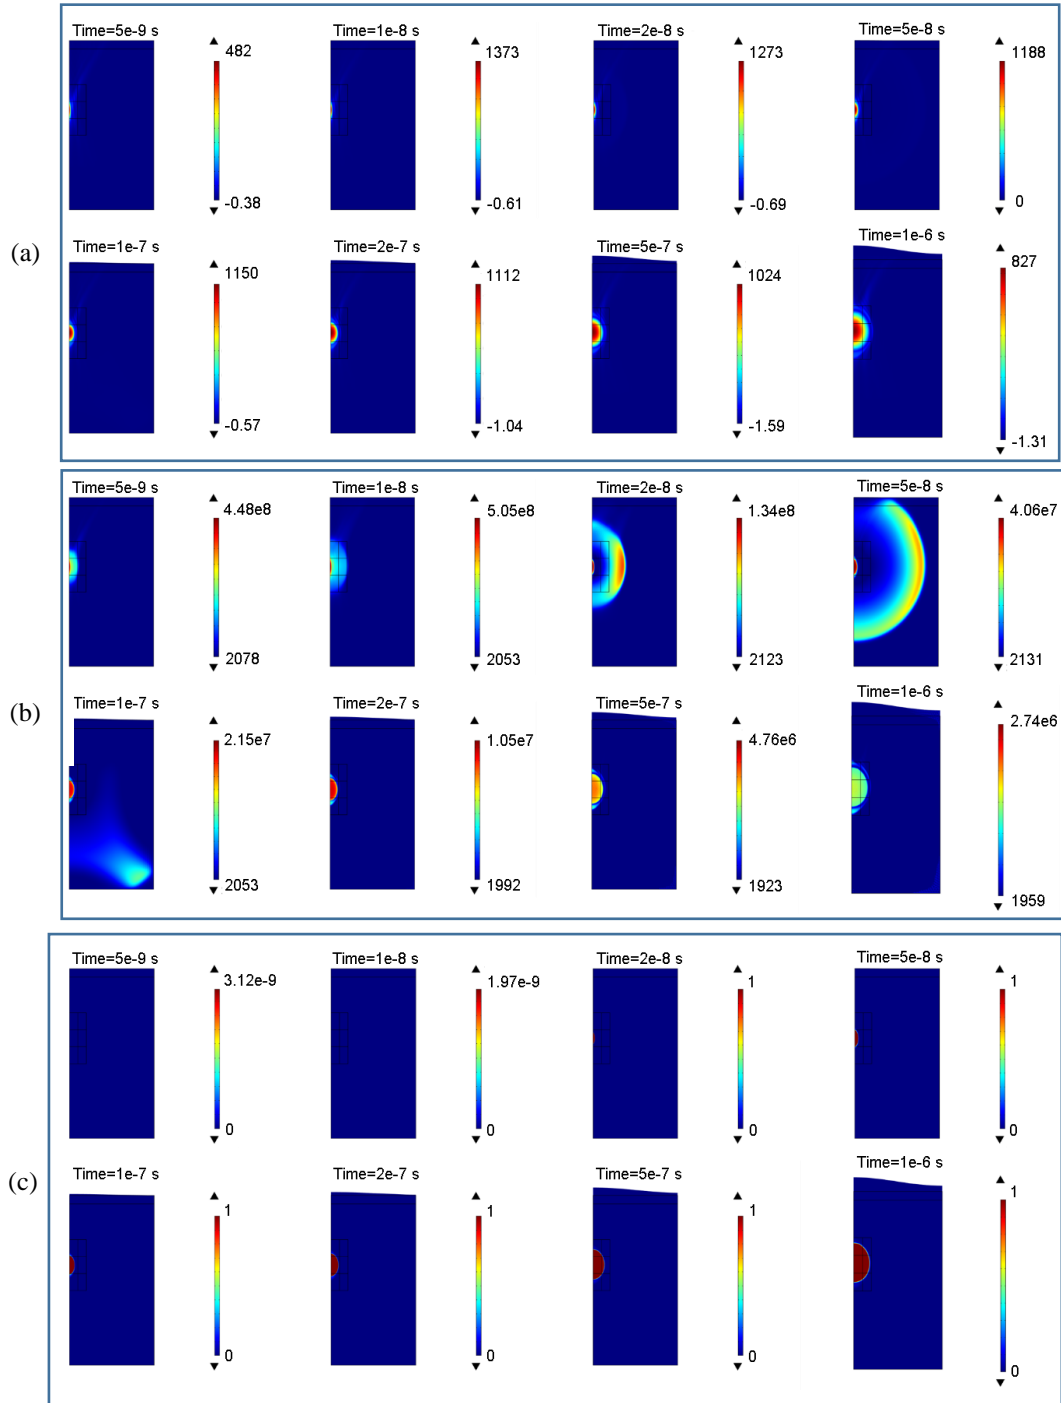 Time=5e-9 s Time=1e-8 s Time=2e-8 s Time=5e-8 s
482 1373 1273 1188
-0.38 -0.61 -0.69 0
(a)
Time=1e-7 s Time=2e-7 s Time=5e-7 s Time=1e-6 s
1150 1112 1024 827
-0.57 -1.04 -1.59 -1.31
Time=5e-9 s Time=1e-8 s Time=2e-8 s Time=5e-8 s
4.48e8 5.05e8 1.34e8 4.06e7
2078 2053 2123 2131
(b)
Time=1e-7 s Time=2e-7 s Time=5e-7 s Time=1e-6 s
2.15e7 1.05e7 4.76e6 2.74e6
2053 1992 1923 1959
Time=5e-9 s Time=1e-8 s Time=2e-8 s Time=5e-8 s
3.12e-9 1.97e-9 1 1
0 0 0 0
(c)
Time=1e-7 s Time=2e-7 s Time=5e-7 s Time=1e-6 s
1 1 1 1
0 0 0 0